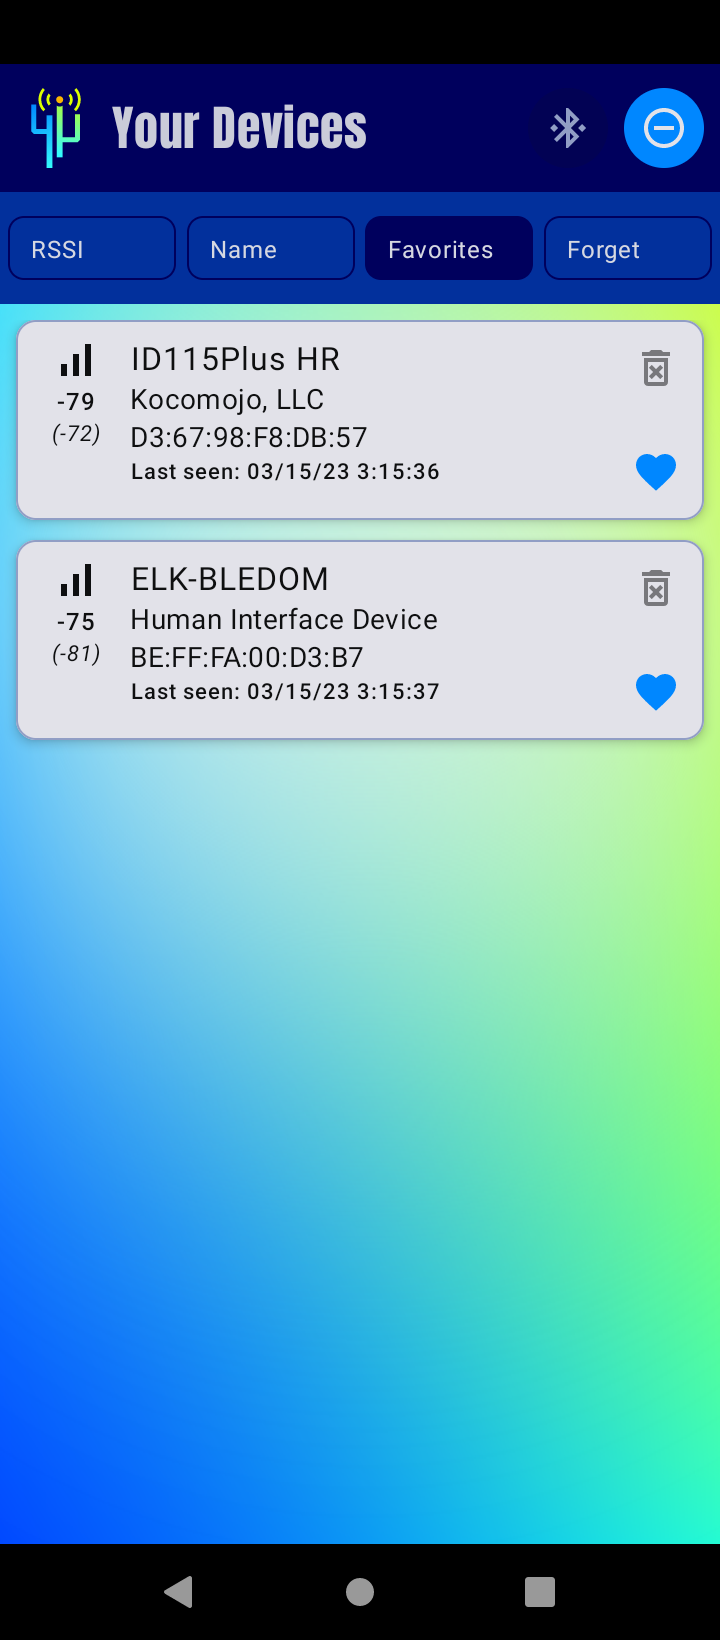 Your Devices
RSSI Name Favorites Forget
ID115Plus HR
-79 Kocomojo, LLC
(-72) D3:67:98:F8:DB:57
Last seen: 03/15/23 3:15:36
ELK-BLEDOM
-75 Human Interface Device
(-81) BE:FF:FA:00:D3:B7
Last seen: 03/15/23 3:15:37